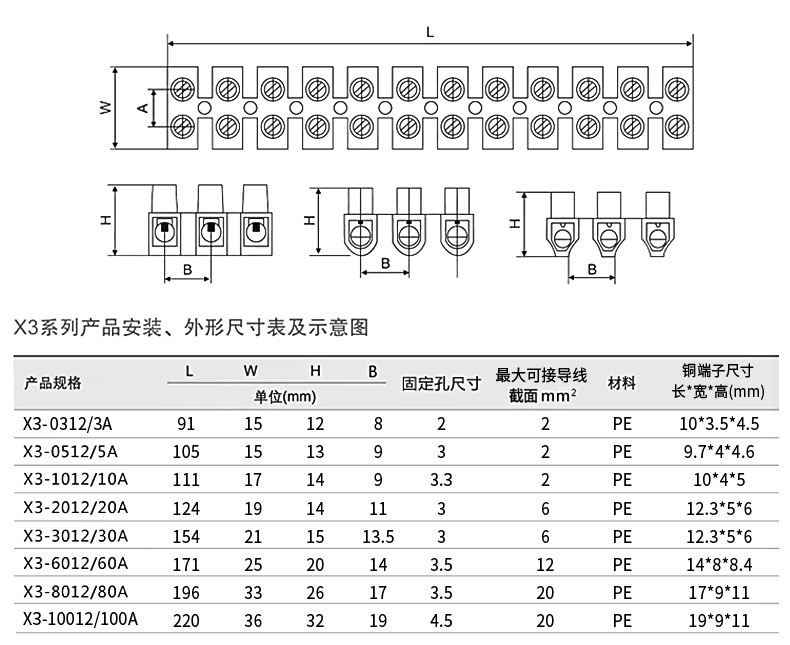 L
W
A
H
B
H
B
H
B
X3系列产品安装、外形尺寸表及示意图
产品规格 L W H B 固定孔尺寸 最大可接导线 材料 铜端子尺寸
单位(mm) 截面mm² 长*宽*高(mm)
X3-0312/3A 91 15 12 8 2 2 PE 10*3.5*4.5
X3-0512/5A 105 15 13 9 3 2 PE 9.7*4*4.6
X3-1012/10A 111 17 14 9 3.3 2 PE 10*4*5
X3-2012/20A 124 19 14 11 3 6 PE 12.3*5*6
X3-3012/30A 154 21 15 13.5 3 6 PE 12.3*5*6
X3-6012/60A 171 25 20 14 3.5 12 PE 14*8*8.4
X3-8012/80A 196 33 26 17 3.5 20 PE 17*9*11
X3-10012/100A 220 36 32 19 4.5 20 PE 19*9*11